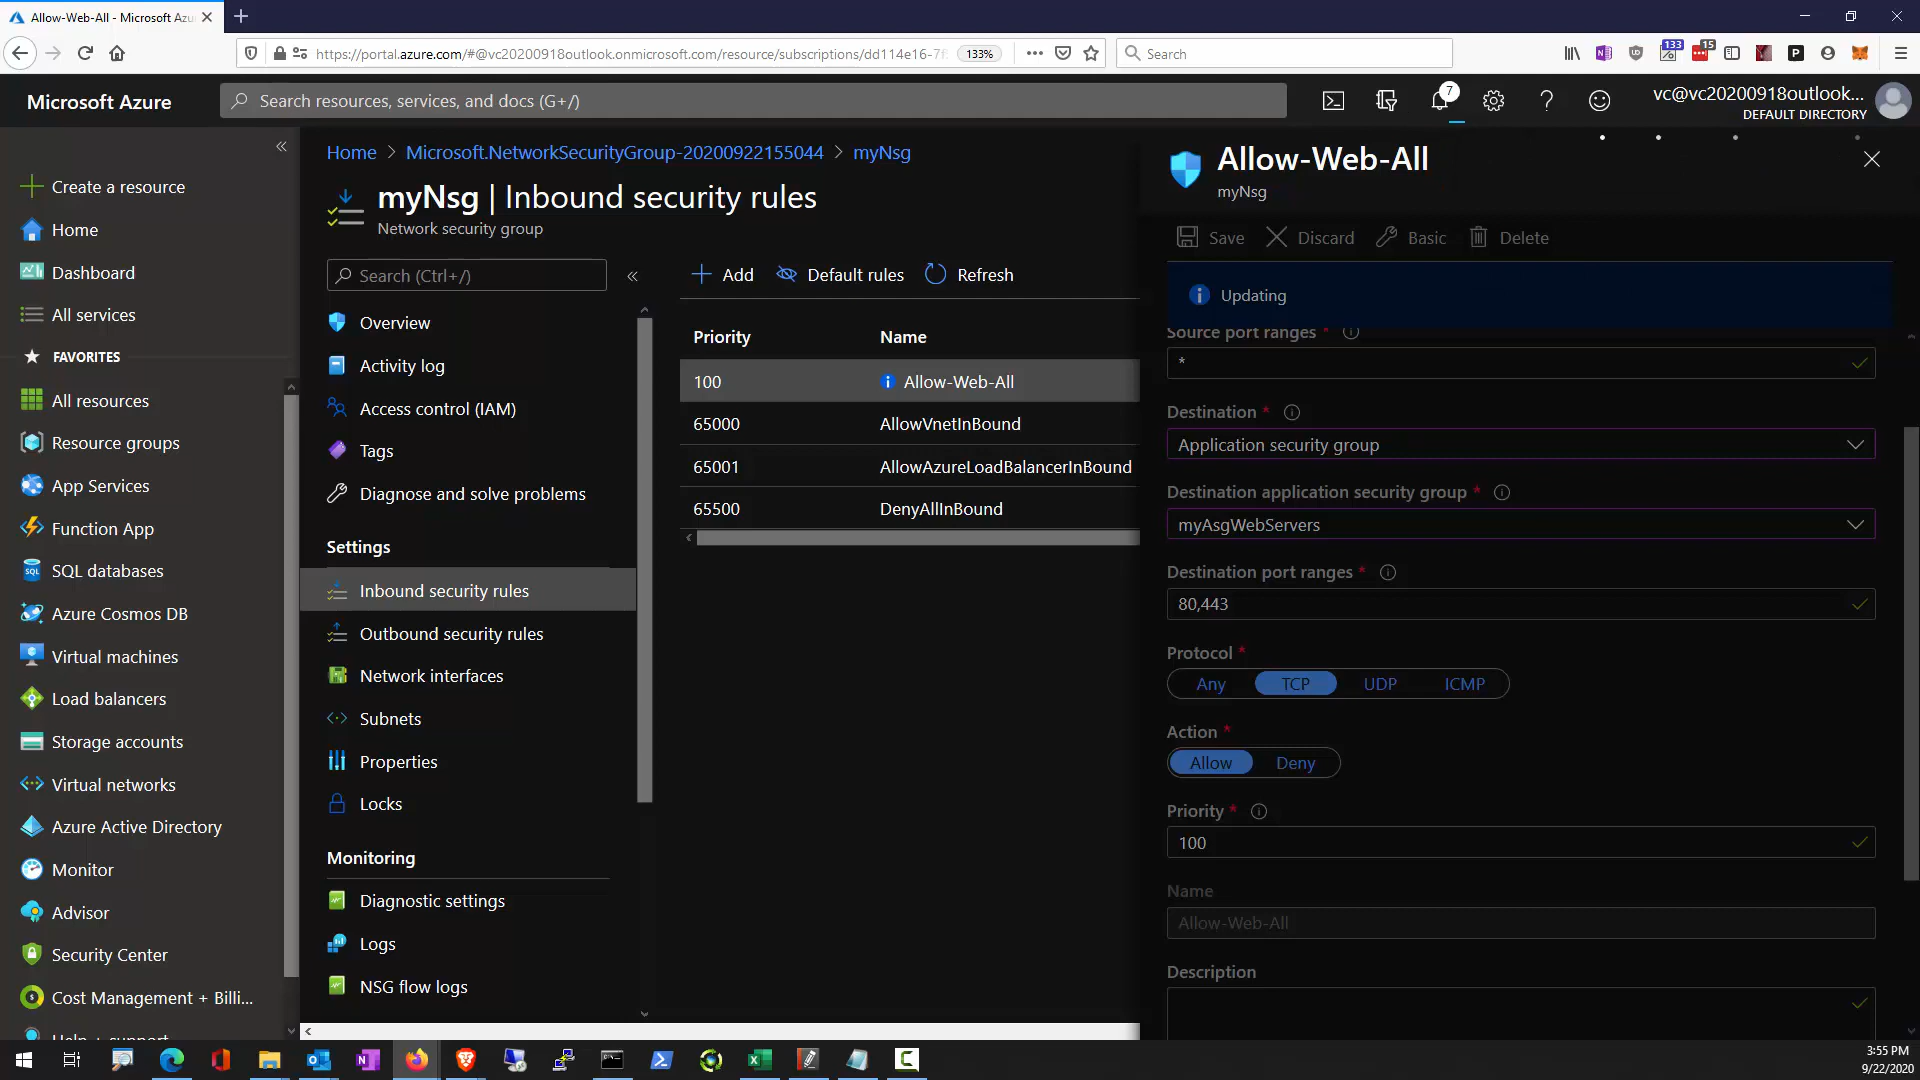 Allow-Web-All - Microsoft Azu
https://portal.azure.com/#@vc20200918outlook.onmicrosoft.com/resource/subscriptions/dd114e16-7f
133%
Search
133
15
Microsoft Azure
Search resources, services, and docs (G+/)
7
vc@vc20200918outlook...
DEFAULT DIRECTORY
Create a resource
Home
Dashboard
All services
FAVORITES
All resources
Resource groups
App Services
Function App
SQL databases
Azure Cosmos DB
Virtual machines
Load balancers
Storage accounts
Virtual networks
Azure Active Directory
Monitor
Advisor
Security Center
Cost Management + Billi...
Help + support
Home > Microsoft.NetworkSecurityGroup-20200922155044 > myNsg
myNsg | Inbound security rules
Network security group
Search (Ctrl+/)
Overview
Activity log
Access control (IAM)
Tags
Diagnose and solve problems
Settings
Inbound security rules
Outbound security rules
Network interfaces
Subnets
Properties
Locks
Monitoring
Diagnostic settings
Logs
NSG flow logs
Add Default rules Refresh
Priority Name
100 Allow-Web-All
65000 AllowVnetInBound
65001 AllowAzureLoadBalancerInBound
65500 DenyAllInBound
Allow-Web-All
myNsg
Save Discard Basic Delete
Updating
Source port ranges *
*
Destination *
Application security group
Destination application security group *
myAsgWebServers
Destination port ranges *
80,443
Protocol *
Any TCP UDP ICMP
Action *
Allow Deny
Priority *
100
Name
Allow-Web-All
Description
3:55 PM
9/22/2020